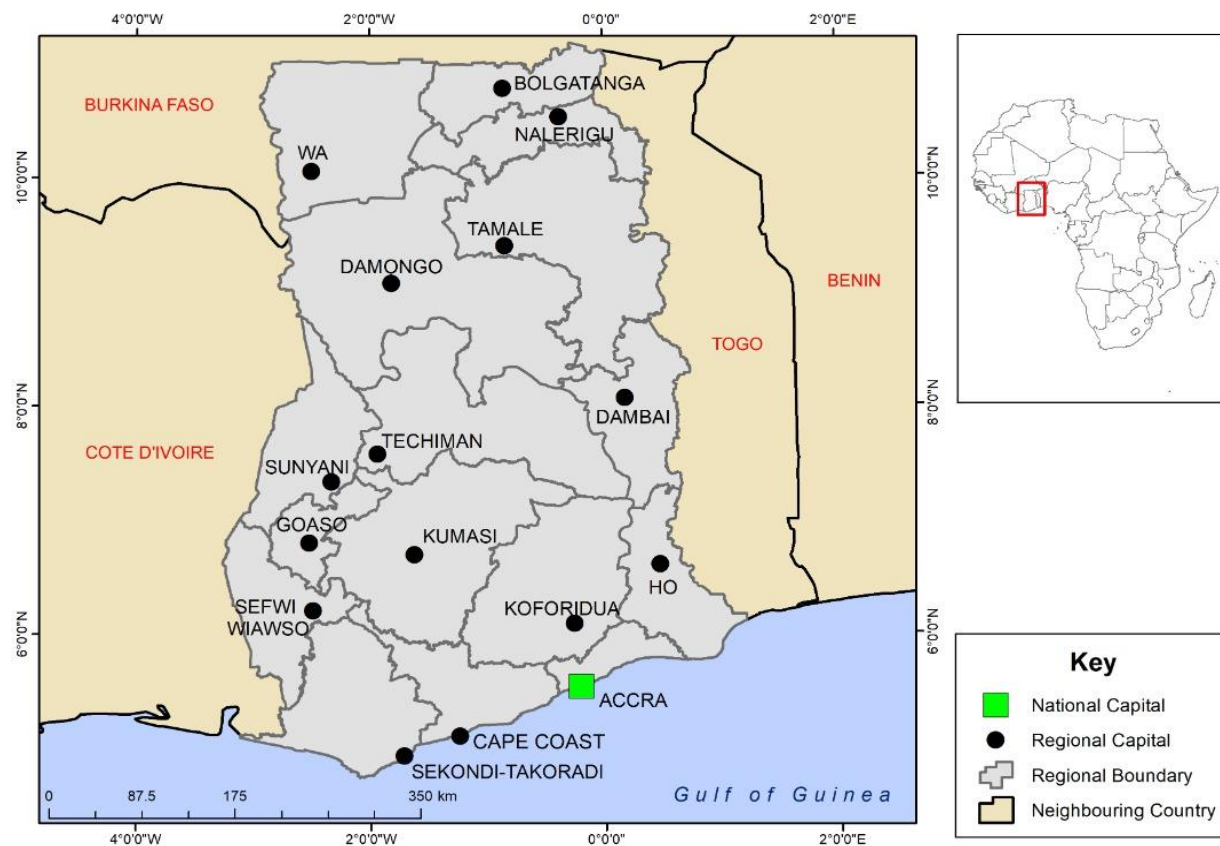 4°0'0"W
2°0'0"W
0°0'0"
2°0'0"E
BURKINA FASO
BOLGATANGA
NALERIGU
WA
10°0'0"N
10°0'0"N
TAMALE
DAMONGO
BENIN
TOGO
8°0'0"N
8°0'0"N
DAMBAI
COTE D'IVOIRE
TECHIMAN
SUNYANI
GOASO
KUMASI
HO
SEFWI
WIAWSO
KOFORIDUA
6°0'0"N
6°0'0"N
ACCRA
CAPE COAST
SEKONDI-TAKORADI
0
87.5
175
350 km
Gulf of Guinea
4°0'0"W
2°0'0"W
0°0'0"
2°0'0"E
Key
National Capital
Regional Capital
Regional Boundary
Neighbouring Country